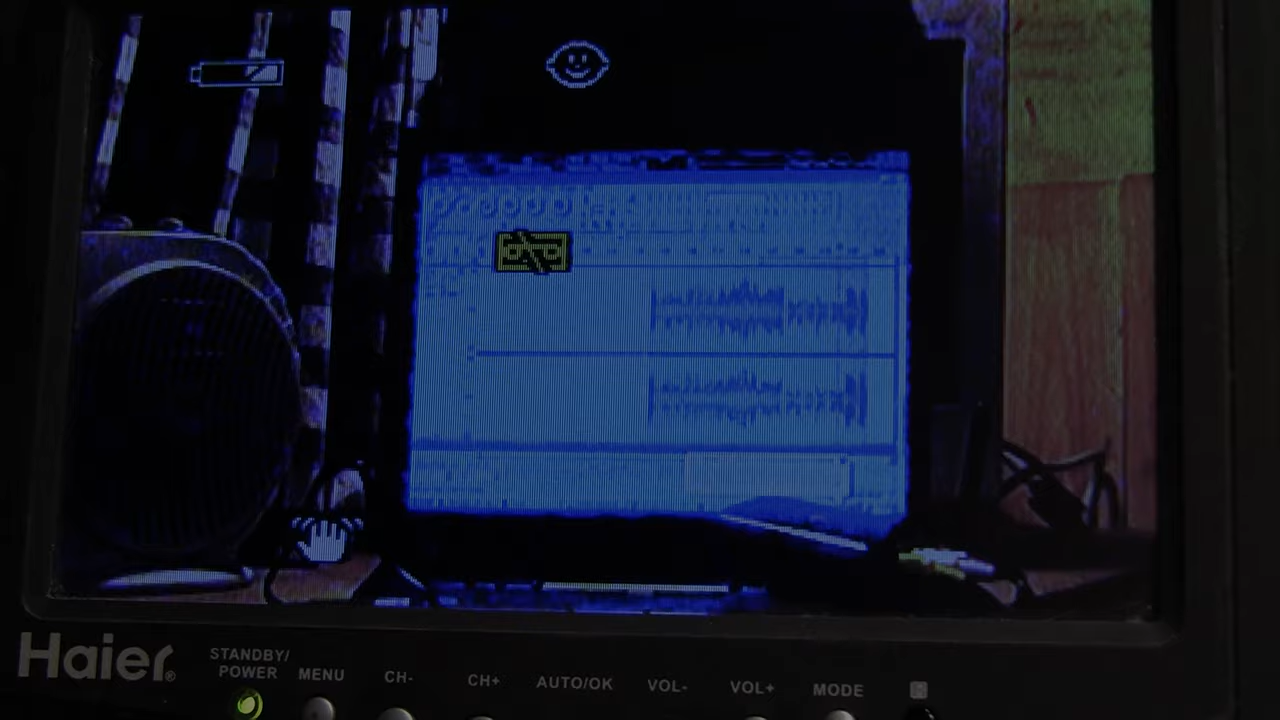 Haier®
STANDBY/
POWER
MENU
CH-
CH+
AUTO/OK
VOL-
VOL+
MODE